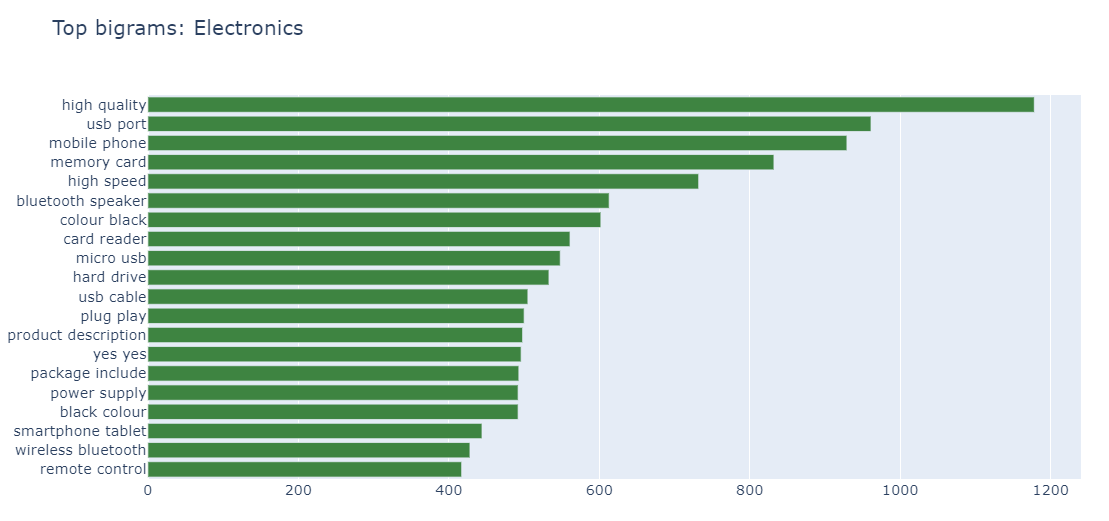 Top bigrams: Electronics
high quality
usb port
mobile phone
memory card
high speed
bluetooth speaker
colour black
card reader
micro usb
hard drive
usb cable
plug play
product description
yes yes
package include
power supply
black colour
smartphone tablet
wireless bluetooth
remote control
0 200 400 600 800 1000 1200